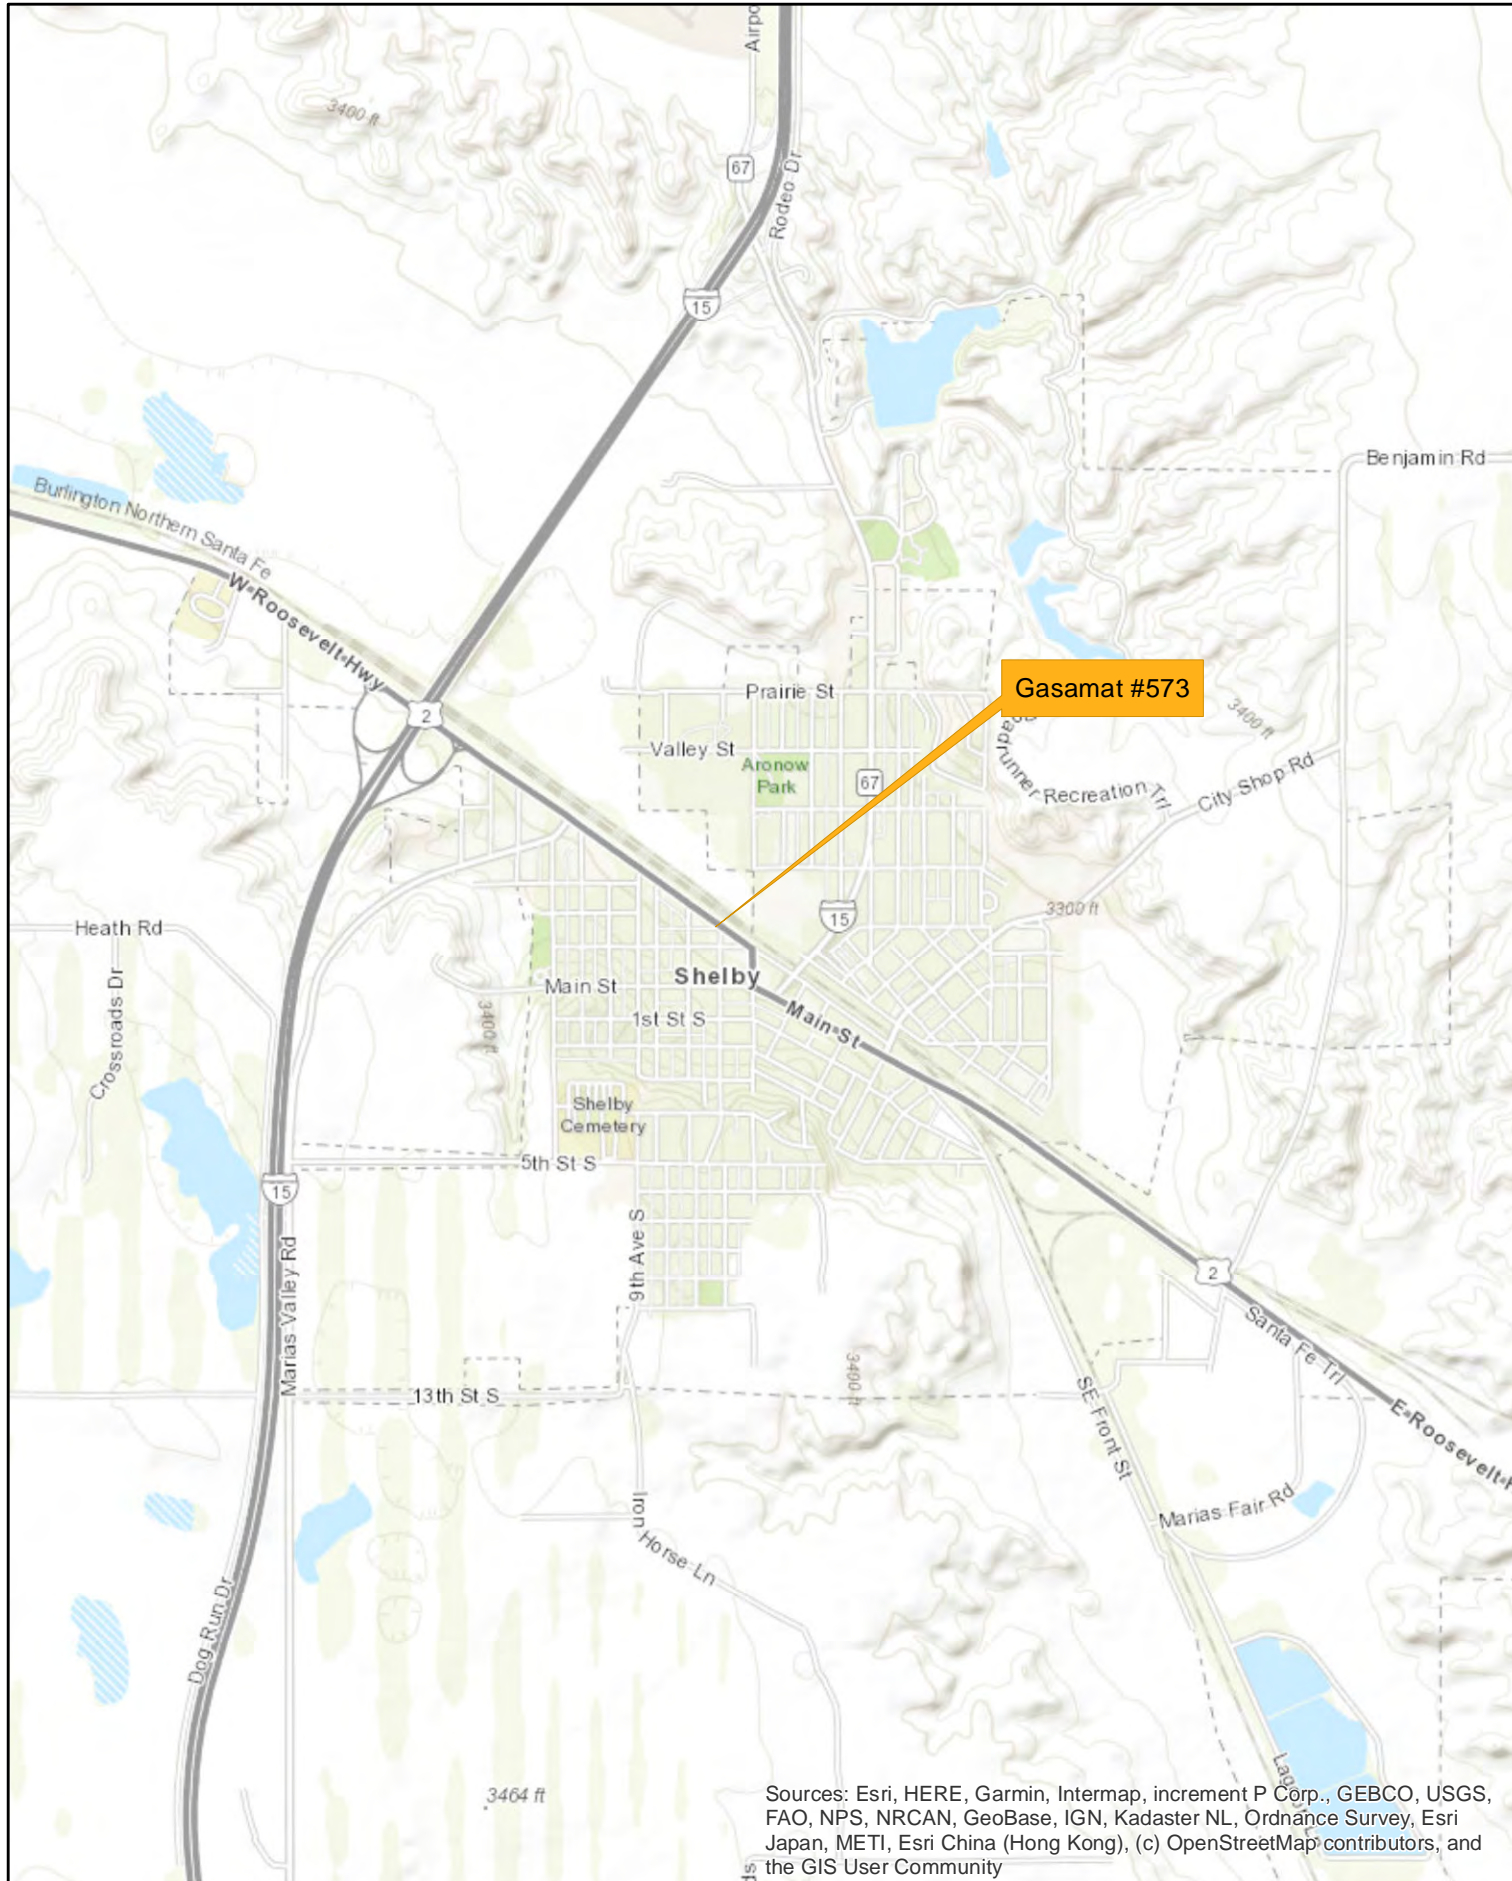 Airpo
3400 ft
67
Rodeo Dr
15
Benjamin Rd
Burlington Northern Santa Fe
W Roosevelt Hwy
2
Prairie St
Gasamat #573
3400 ft
Valley St
Aronow
Park
67
Roadrunner Recreation Trl
City Shop Rd
15
3300 ft
Heath Rd
Crossroads Dr
Main St
Shelby
3400 ft
1st St S
Main St
Shelby
Cemetery
5th St S
15
9th Ave S
Marias Valley Rd
2
Santa Fe Trl
3400 ft
13th St S
SE Front St
E Roosevelt H
Iron Horse Ln
Marias Fair Rd
Dog Run Dr
3464 ft
Sources: Esri, HERE, Garmin, Intermap, increment P Corp., GEBCO, USGS,
FAO, NPS, NRCAN, GeoBase, IGN, Kadaster NL, Ordnance Survey, Esri
Japan, METI, Esri China (Hong Kong), (c) OpenStreetMap contributors, and
the GIS User Community
ds